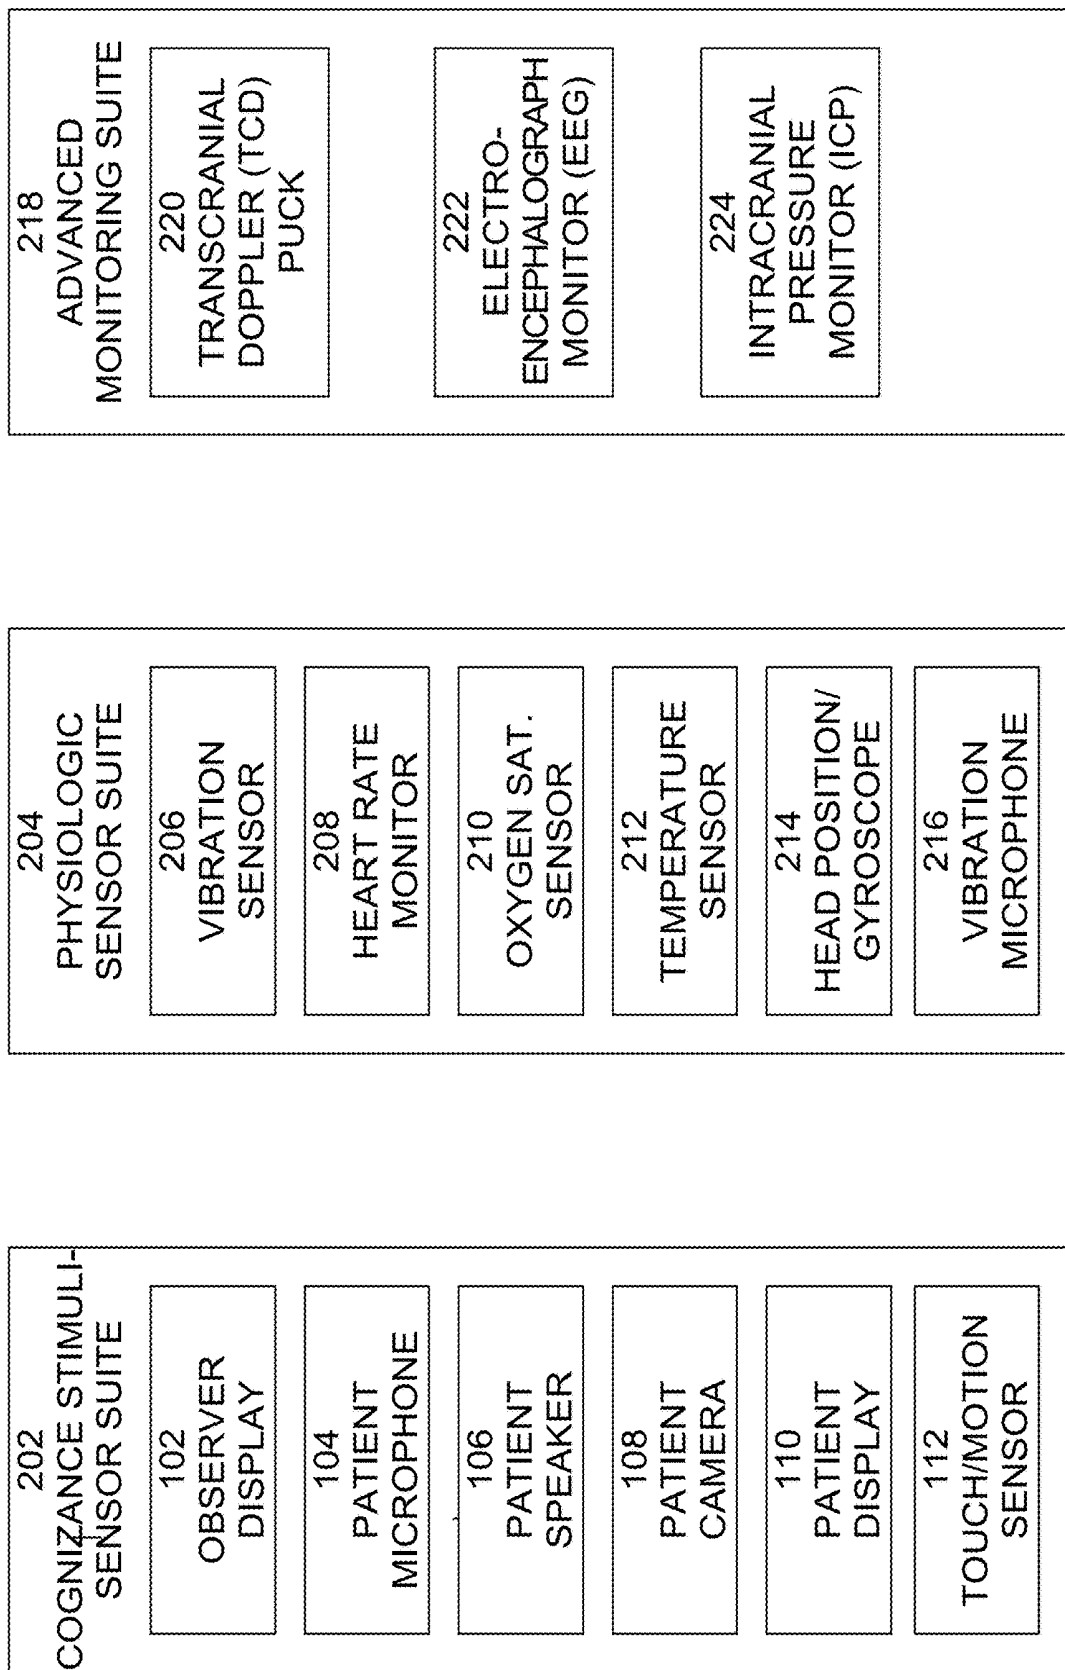 202
COGNIZANCE STIMULI-
SENSOR SUITE
102
OBSERVER
DISPLAY
104
PATIENT
MICROPHONE
106
PATIENT
SPEAKER
108
PATIENT
CAMERA
110
PATIENT
DISPLAY
112
TOUCH/MOTION
SENSOR
204
PHYSIOLOGIC
SENSOR SUITE
206
VIBRATION
SENSOR
208
HEART RATE
MONITOR
210
OXYGEN SAT.
SENSOR
212
TEMPERATURE
SENSOR
214
HEAD POSITION/
GYROSCOPE
216
VIBRATION
MICROPHONE
218
ADVANCED
MONITORING SUITE
220
TRANSCRANIAL
DOPPLER (TCD)
PUCK
222
ELECTRO-
ENCEPHALOGRAPH
MONITOR (EEG)
224
INTRACRANIAL
PRESSURE
MONITOR (ICP)